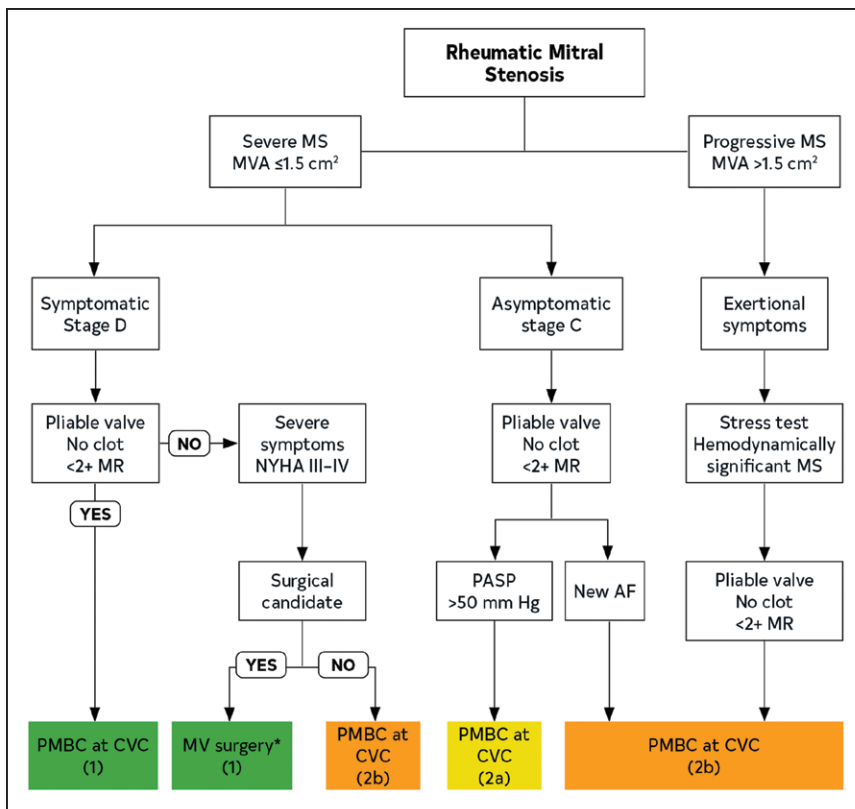 Rheumatic Mitral
Stenosis
Severe MS
MVA ≤1.5 cm²
Progressive MS
MVA >1.5 cm²
Symptomatic
Stage D
Asymptomatic
stage C
Exertional
symptoms
Pliable valve
No clot
<2+ MR
NO
Severe
symptoms
NYHA III–IV
Pliable valve
No clot
<2+ MR
Stress test
Hemodynamically
significant MS
YES
Surgical
candidate
PASP
>50 mm Hg
New AF
Pliable valve
No clot
<2+ MR
YES
NO
PMBC at CVC
(1)
MV surgery*
(1)
PMBC at
CVC
(2b)
PMBC at
CVC
(2a)
PMBC at CVC
(2b)